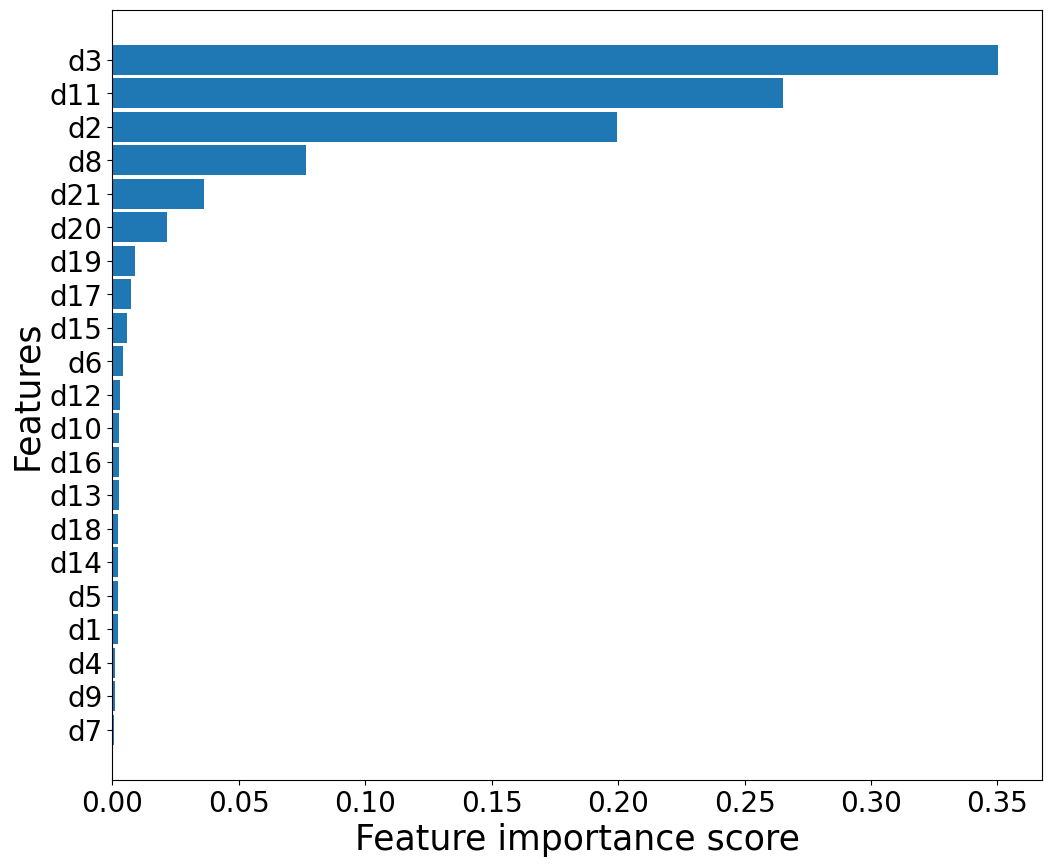 Features
d3
d11
d2
d8
d21
d20
d19
d17
d15
d6
d12
d10
d16
d13
d18
d14
d5
d1
d4
d9
d7
0.00 0.05 0.10 0.15 0.20 0.25 0.30 0.35
Feature importance score